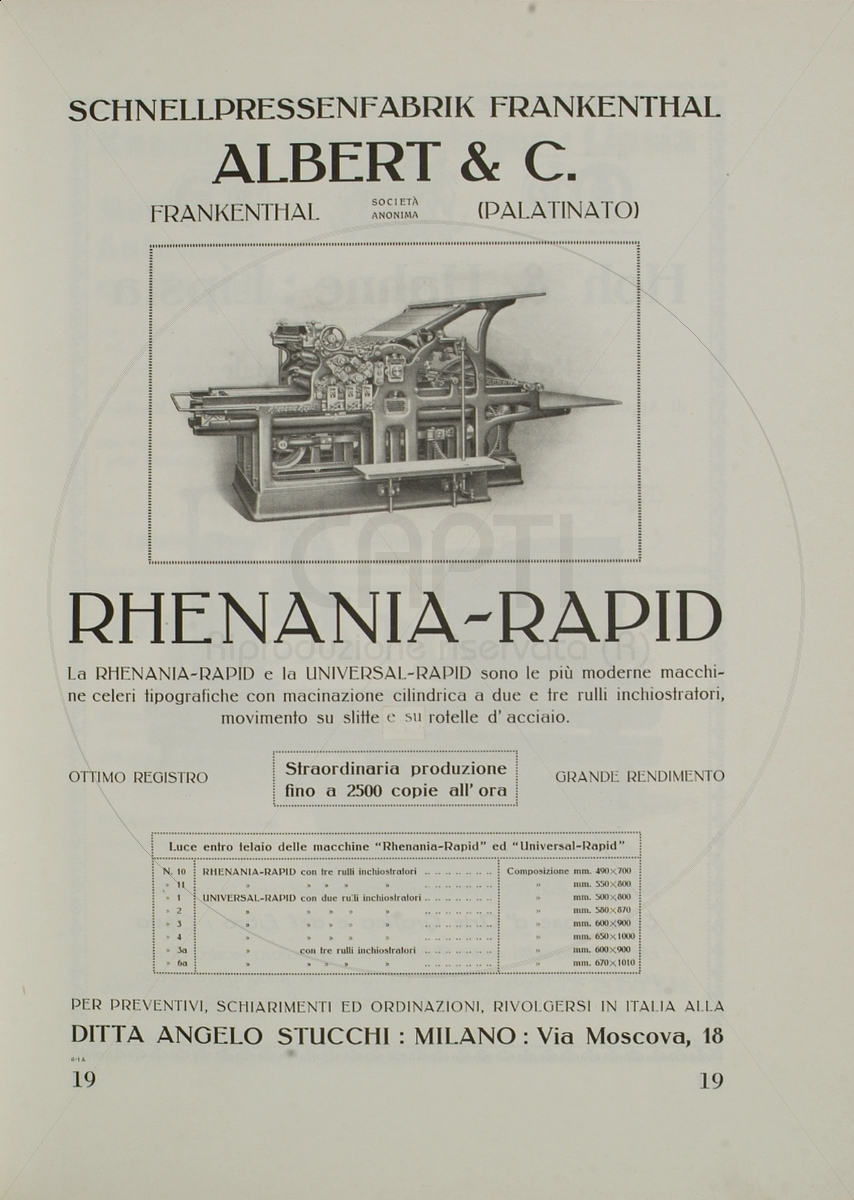 SCHNELLPRESSENFABRIK FRANKENTHAL
ALBERT & C.
FRANKENTHAL SOCIETÀ ANONIMA (PALATINATO)
CAPTI
RHENANIA-RAPID
Riproduzione riservata (R)
La RHENANIA-RAPID e la UNIVERSAL-RAPID sono le più moderne macchi-
ne celeri tipografiche con macinazione cilindrica a due e tre rulli inchiostratori,
movimento su slitte e su rotelle d' acciaio.
OTTIMO REGISTRO
Straordinaria produzione
fino a 2500 copie all' ora
GRANDE RENDIMENTO
Luce entro telaio delle macchine "Rhenania-Rapid" ed "Universal-Rapid"
N. 10 RHENANIA-RAPID con tre rulli inchiostratori .. .. .. .. .. .. Composizione mm. 490×700
» 11 » » » » » .. .. .. .. .. .. » mm. 550×800
» 1 UNIVERSAL-RAPID con due rulli inchiostratori .. .. .. .. .. .. » mm. 500×800
» 2 » » » » » .. .. .. .. .. .. » mm. 580×870
» 3 » » » » » .. .. .. .. .. .. » mm. 600×900
» 4 » » » » » .. .. .. .. .. .. » mm. 650×1000
» 3a » con tre rulli inchiostratori .. .. .. .. .. .. » mm. 600×900
» 6a » » » » » .. .. .. .. .. .. » mm. 670×1010
PER PREVENTIVI, SCHIARIMENTI ED ORDINAZIONI, RIVOLGERSI IN ITALIA ALLA
DITTA ANGELO STUCCHI : MILANO : Via Moscova, 18
19 19